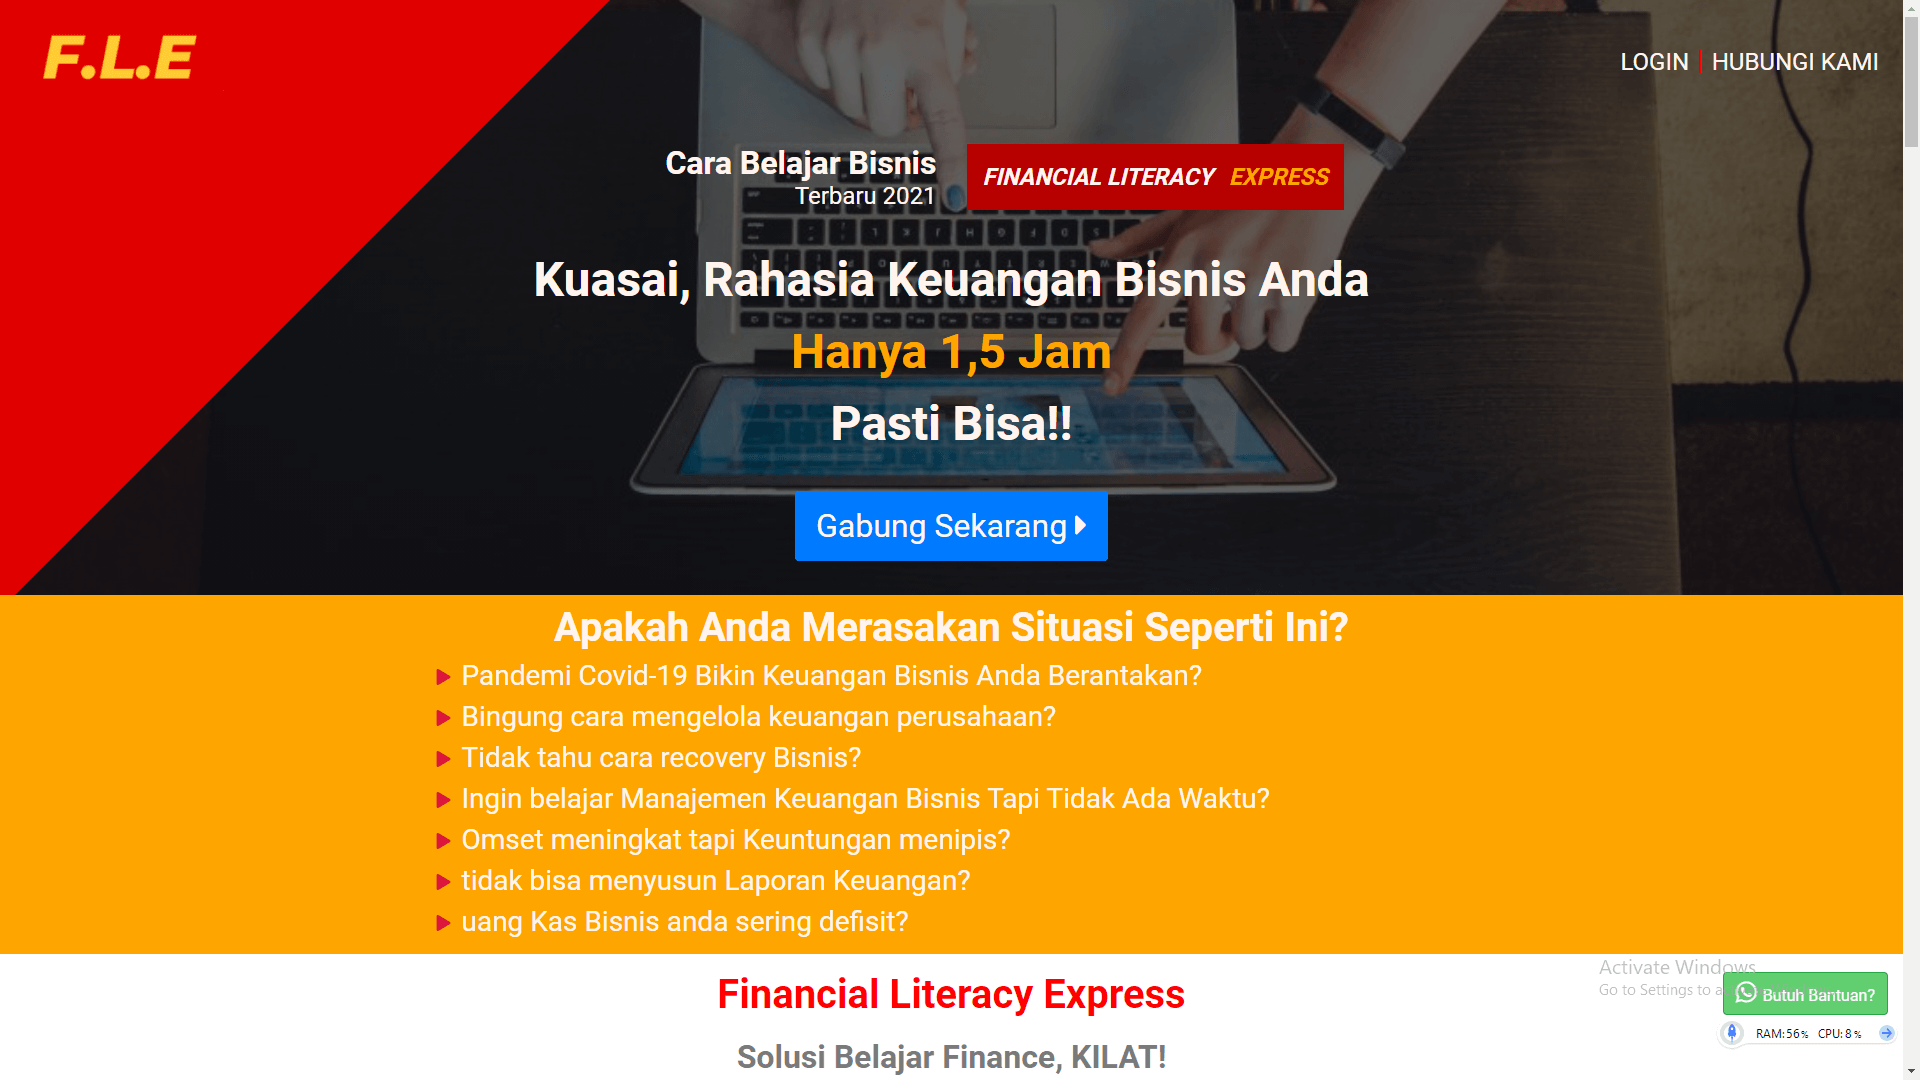 F.L.E
LOGIN | HUBUNGI KAMI
Cara Belajar Bisnis
Terbaru 2021
FINANCIAL LITERACY EXPRESS
Kuasai, Rahasia Keuangan Bisnis Anda
Hanya 1,5 Jam
Pasti Bisa!!
Gabung Sekarang
Apakah Anda Merasakan Situasi Seperti Ini?
Pandemi Covid-19 Bikin Keuangan Bisnis Anda Berantakan?
Bingung cara mengelola keuangan perusahaan?
Tidak tahu cara recovery Bisnis?
Ingin belajar Manajemen Keuangan Bisnis Tapi Tidak Ada Waktu?
Omset meningkat tapi Keuntungan menipis?
tidak bisa menyusun Laporan Keuangan?
uang Kas Bisnis anda sering defisit?
Financial Literacy Express
Solusi Belajar Finance, KILAT!
Activate Windows
Go to Settings to
Butuh Bantuan?
RAM:56% CPU:8%